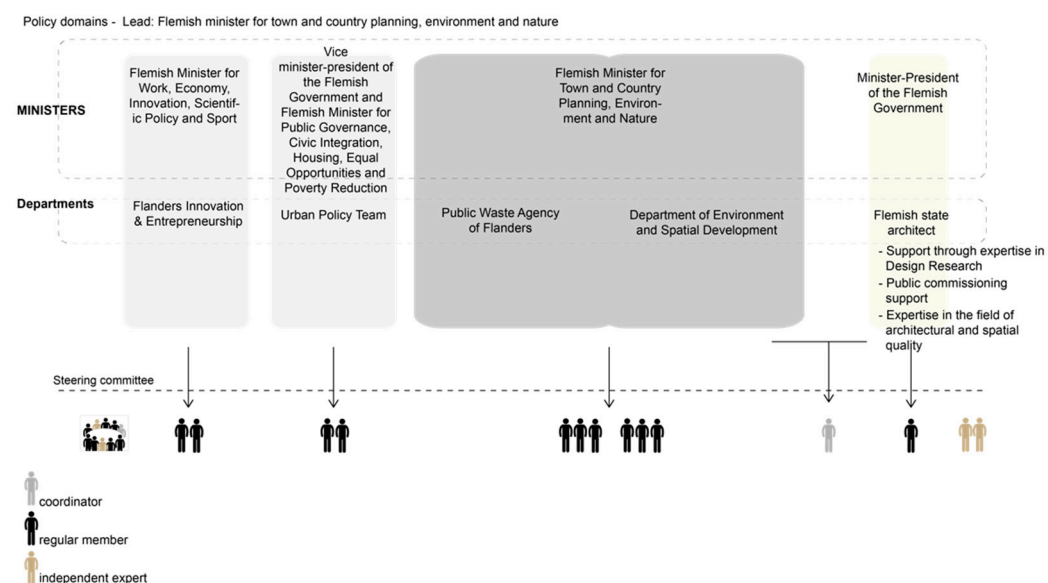 Policy domains - Lead: Flemish minister for town and country planning, environment and nature
MINISTERS
Flemish Minister for
Work, Economy,
Innovation, Scientif-
ic Policy and Sport
Vice
minister-president of
the Flemish
Government and
Flemish Minister for
Public Governance,
Civic Integration,
Housing, Equal
Opportunities and
Poverty Reduction
Flemish Minister for
Town and Country
Planning, Environ-
ment and Nature
Minister-President
of the Flemish
Government
Departments
Flanders Innovation
& Entrepreneurship
Urban Policy Team
Public Waste Agency
of Flanders
Department of Environment
and Spatial Development
Flemish state
architect
- Support through expertise in
Design Research
- Public commissioning
support
- Expertise in the field of
architectural and spatial
quality
Steering committee
coordinator
regular member
independent expert